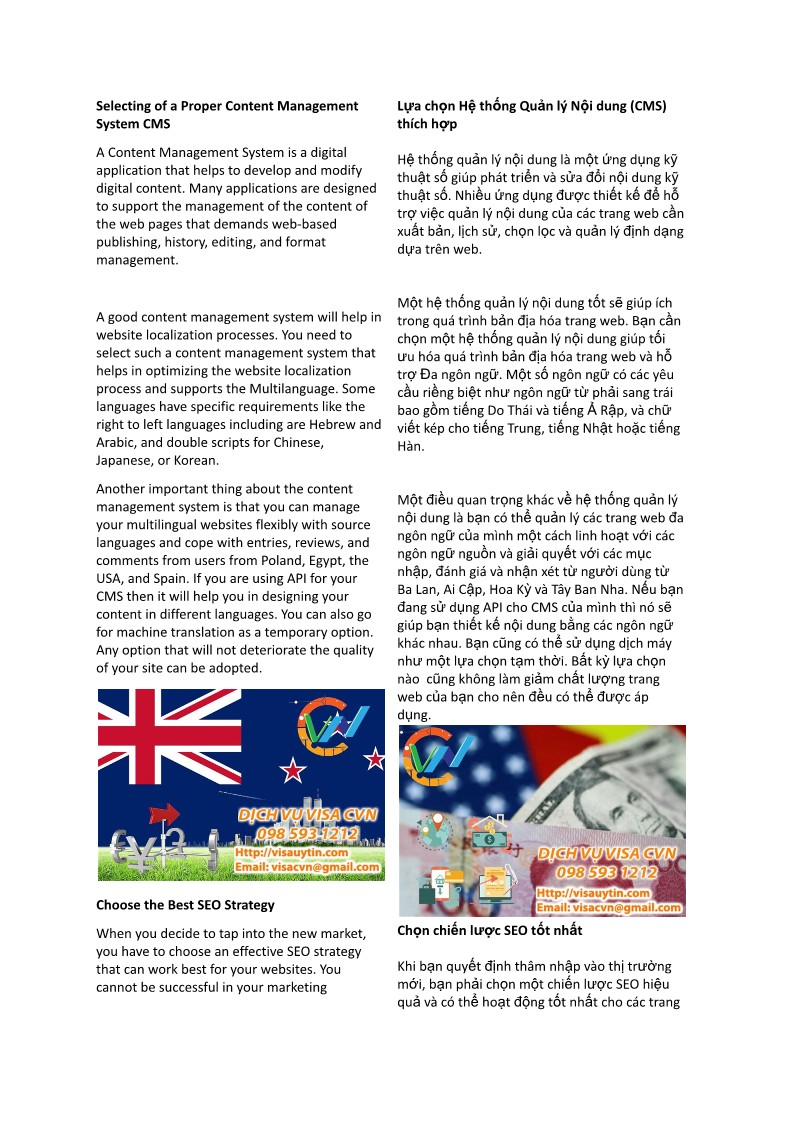 Selecting of a Proper Content Management
System CMS
A Content Management System is a digital
application that helps to develop and modify
digital content. Many applications are designed
to support the management of the content of
the web pages that demands web-based
publishing, history, editing, and format
management.
A good content management system will help in
website localization processes. You need to
select such a content management system that
helps in optimizing the website localization
process and supports the Multilanguage. Some
languages have specific requirements like the
right to left languages including are Hebrew and
Arabic, and double scripts for Chinese,
Japanese, or Korean.
Another important thing about the content
management system is that you can manage
your multilingual websites flexibly with source
languages and cope with entries, reviews, and
comments from users from Poland, Egypt, the
USA, and Spain. If you are using API for your
CMS then it will help you in designing your
content in different languages. You can also go
for machine translation as a temporary option.
Any option that will not deteriorate the quality
of your site can be adopted.
CVN
DỊCH VỤ VISA CVN
098 593 1212
Http://visauytin.com
Email: visacvn@gmail.com
Choose the Best SEO Strategy
When you decide to tap into the new market,
you have to choose an effective SEO strategy
that can work best for your websites. You
cannot be successful in your marketing
Lựa chọn Hệ thống Quản lý Nội dung (CMS)
thích hợp
Hệ thống quản lý nội dung là một ứng dụng kỹ
thuật số giúp phát triển và sửa đổi nội dung kỹ
thuật số. Nhiều ứng dụng được thiết kế để hỗ
trợ việc quản lý nội dung của các trang web cần
xuất bản, lịch sử, chọn lọc và quản lý định dạng
dựa trên web.
Một hệ thống quản lý nội dung tốt sẽ giúp ích
trong quá trình bản địa hóa trang web. Bạn cần
chọn một hệ thống quản lý nội dung giúp tối
ưu hóa quá trình bản địa hóa trang web và hỗ
trợ Đa ngôn ngữ. Một số ngôn ngữ có các yêu
cầu riềng biệt như ngôn ngữ từ phải sang trái
bao gồm tiếng Do Thái và tiếng Ả Rập, và chữ
viết kép cho tiếng Trung, tiếng Nhật hoặc tiếng
Hàn.
Một điều quan trọng khác về hệ thống quản lý
nội dung là bạn có thể quản lý các trang web đa
ngôn ngữ của mình một cách linh hoạt với các
ngôn ngữ nguồn và giải quyết với các mục
nhập, đánh giá và nhận xét từ người dùng từ
Ba Lan, Ai Cập, Hoa Kỳ và Tây Ban Nha. Nếu bạn
đang sử dụng API cho CMS của mình thì nó sẽ
giúp bạn thiết kế nội dung bằng các ngôn ngữ
khác nhau. Bạn cũng có thể sử dụng dịch máy
như một lựa chọn tạm thời. Bất kỳ lựa chọn
nào cũng không làm giảm chất lượng trang
web của bạn cho nên đều có thể được áp
dụng.
CVN
DỊCH VỤ VISA CVN
098 593 1212
Http://visauytin.com
Email: visacvn@gmail.com
Chọn chiến lược SEO tốt nhất
Khi bạn quyết định thâm nhập vào thị trường
mới, bạn phải chọn một chiến lược SEO hiệu
quả và có thể hoạt động tốt nhất cho các trang